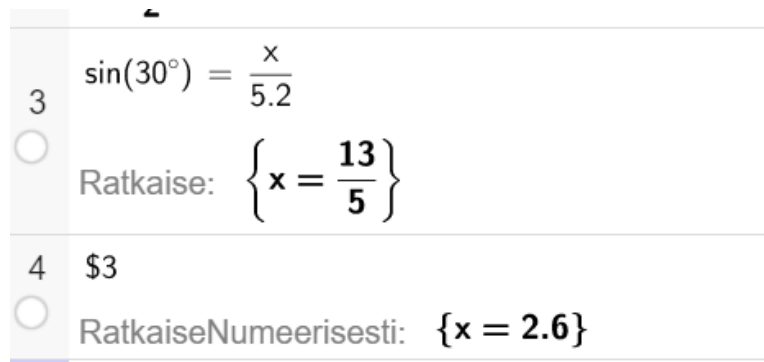 3
sin(30°) = x/5.2
Ratkaise: {x = 13/5}
4 $3
RatkaiseNumeerisesti: {x = 2.6}